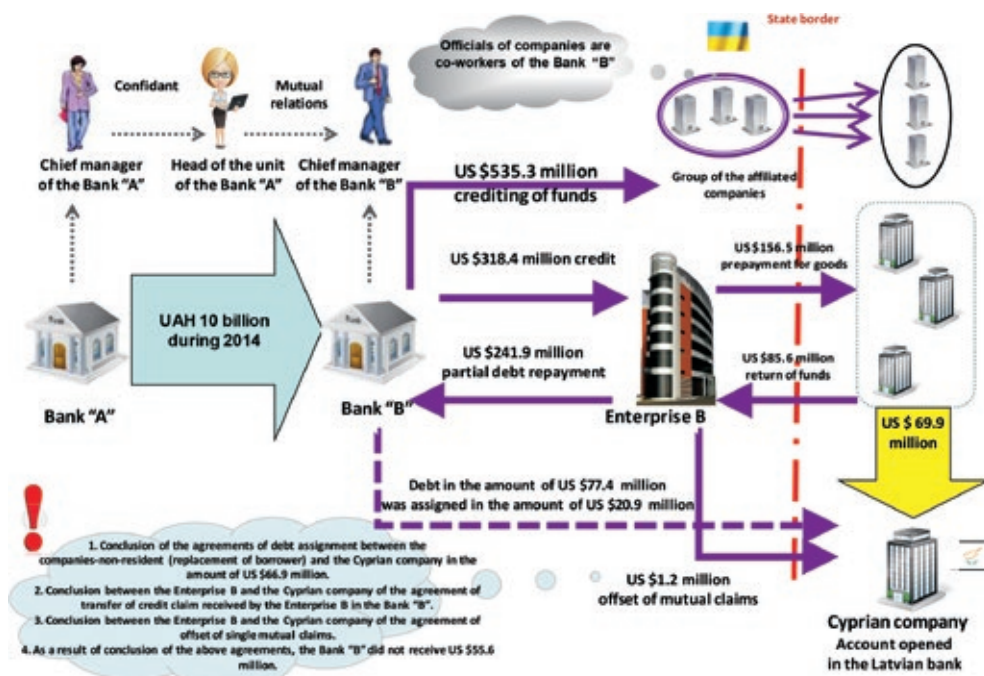 State border
Officials of companies are
co-workers of the Bank "B"
Confidant
Mutual
relations
Chief manager
of the Bank "A"
Head of the unit
of the Bank "A"
Chief manager
of the Bank "B"
US $535.3 million
crediting of funds
Group of the affiliated
companies
US $318.4 million credit
US $156.5 million
prepayment for goods
UAH 10 billion
during 2014
US $241.9 million
partial debt repayment
US $85.6 million
return of funds
Bank "A"
Bank "B"
Enterprise B
US $ 69.9
million
Debt in the amount of US $77.4 million
was assigned in the amount of US $20.9 million
1. Conclusion of the agreements of debt assignment between the
companies-non-resident (replacement of borrower) and the Cyprian company in the
amount of US $66.9 million.
2. Conclusion between the Enterprise B and the Cyprian company of the agreement of
transfer of credit claim received by the Enterprise B in the Bank "B".
3. Conclusion between the Enterprise B and the Cyprian company of the agreement of
offset of single mutual claims.
4. As a result of conclusion of the above agreements, the Bank "B" did not receive US $55.6
million.
US $1.2 million
offset of mutual claims
Cyprian company
Account opened
in the Latvian bank